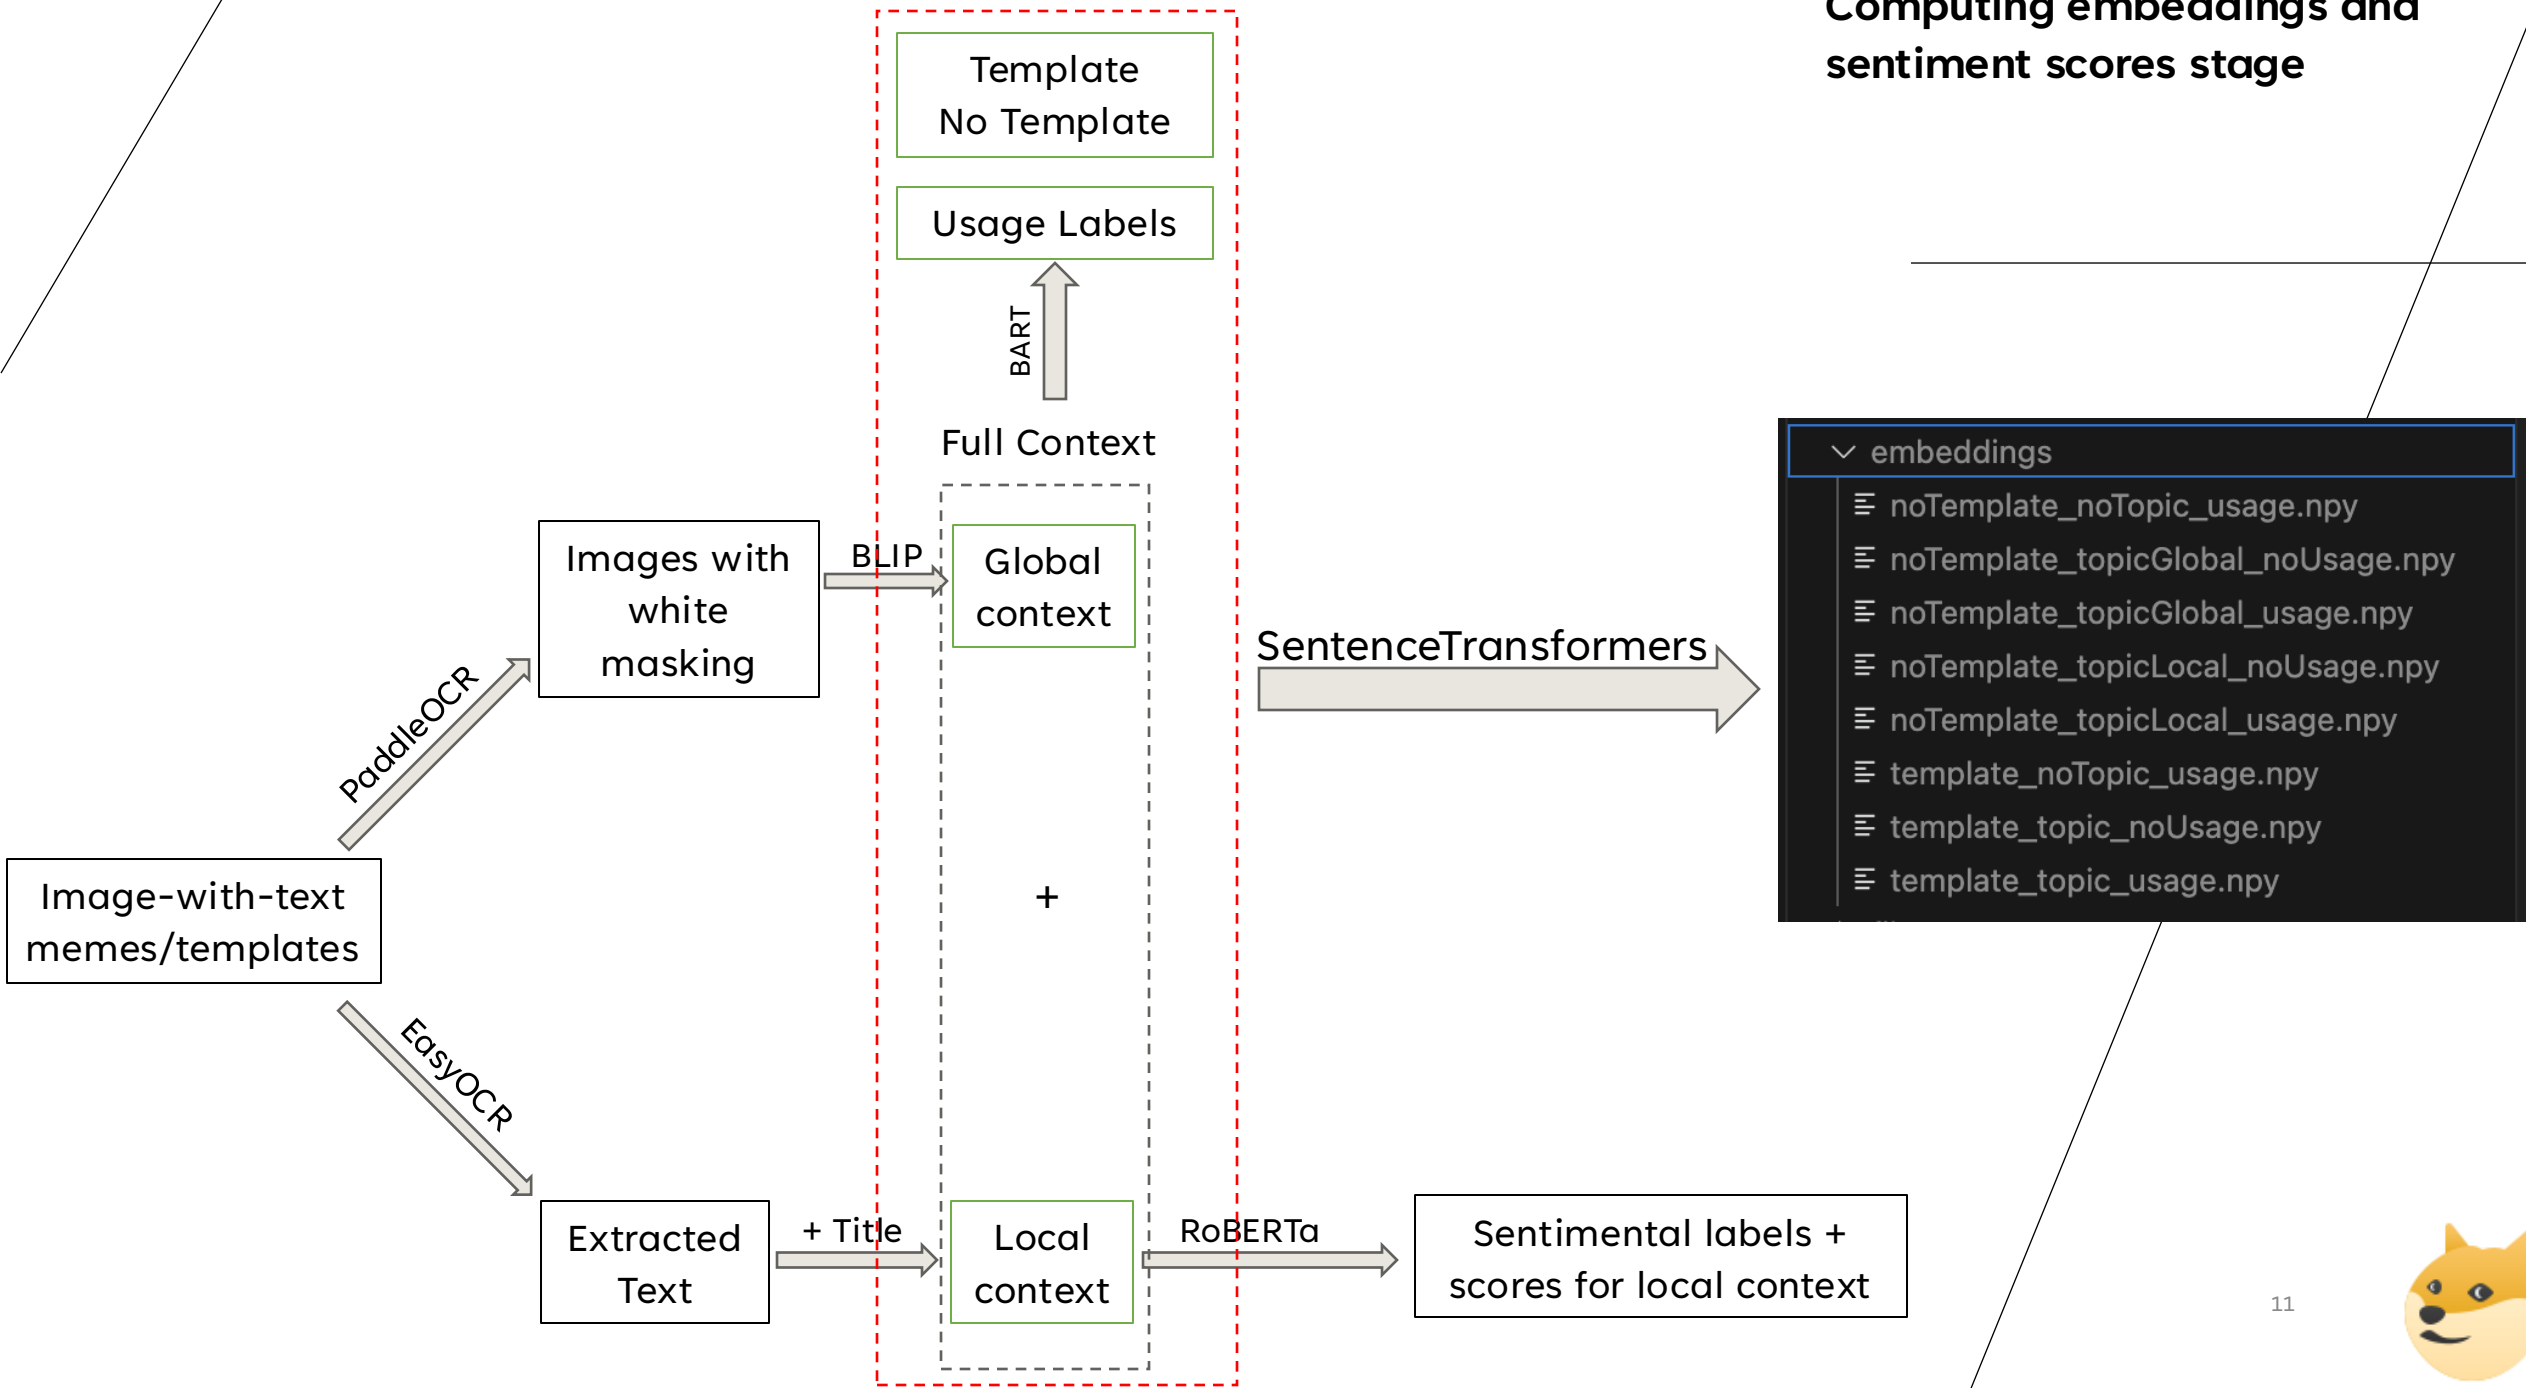 Computing embeddings and
sentiment scores stage
Template
No Template
Usage Labels
BART
Full Context
Images with
white
masking
BLIP
Global
context
PaddleOCR
SentenceTransformers
embeddings
noTemplate_noTopic_usage.npy
noTemplate_topicGlobal_noUsage.npy
noTemplate_topicGlobal_usage.npy
noTemplate_topicLocal_noUsage.npy
noTemplate_topicLocal_usage.npy
template_noTopic_usage.npy
template_topic_noUsage.npy
template_topic_usage.npy
Image-with-text
memes/templates
+
EasyOCR
Extracted
Text
+ Title
Local
context
RoBERTa
Sentimental labels +
scores for local context
11